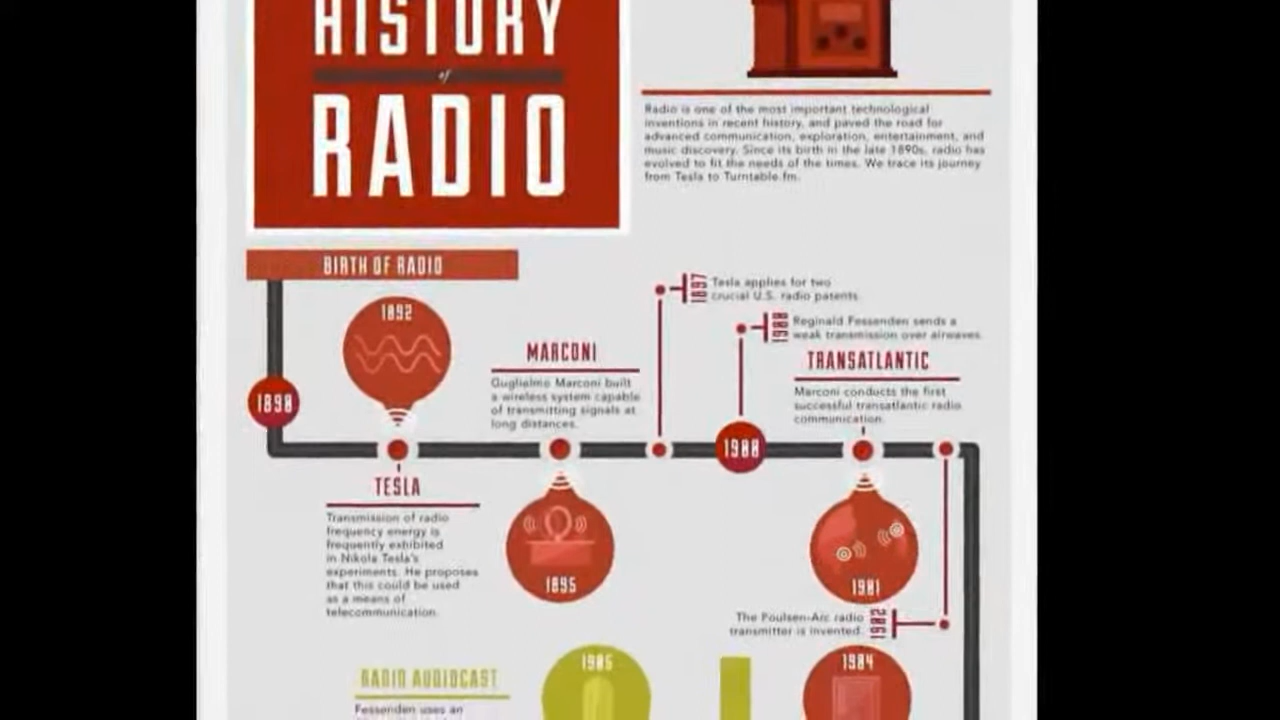 HISTORY
of
RADIO
Radio is one of the most important technological
inventions in recent history, and paved the road for
advanced communication, exploration, entertainment, and
music discovery. Since its birth in the late 1890s, radio has
evolved to fit the needs of the times. We trace its journey
from Tesla to Turntable.fm.
BIRTH OF RADIO
1897
Tesla applies for two
crucial U.S. radio patents.
1892
1900
Reginald Fessenden sends a
weak transmission over airwaves.
MARCONI
Guglielmo Marconi built
a wireless system capable
of transmitting signals at
long distances.
TRANSATLANTIC
Marconi conducts the first
successful transatlantic radio
communication.
1890
1900
TESLA
Transmission of radio
frequency energy is
frequently exhibited
in Nikola Tesla's
experiments. He proposes
that this could be used
as a means of
telecommunication.
1895
1901
The Poulsen-Arc radio
transmitter is invented.
1902
RADIO AUDIOCAST
Fessenden uses an
1906
1904